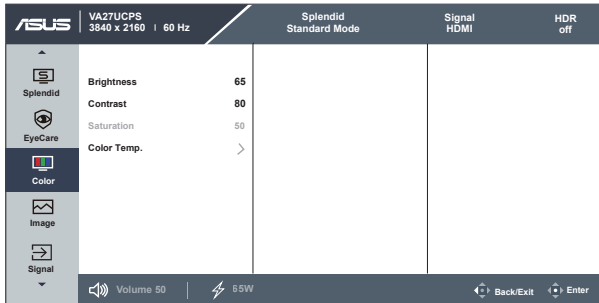 ASUS
VA27UCPS
3840 x 2160 | 60 Hz
Splendid
Standard Mode
Signal
HDMI
HDR
off
Splendid
EyeCare
Color
Image
Signal
Brightness 65
Contrast 80
Saturation 50
Color Temp.
Volume 50
65W
Back/Exit
Enter